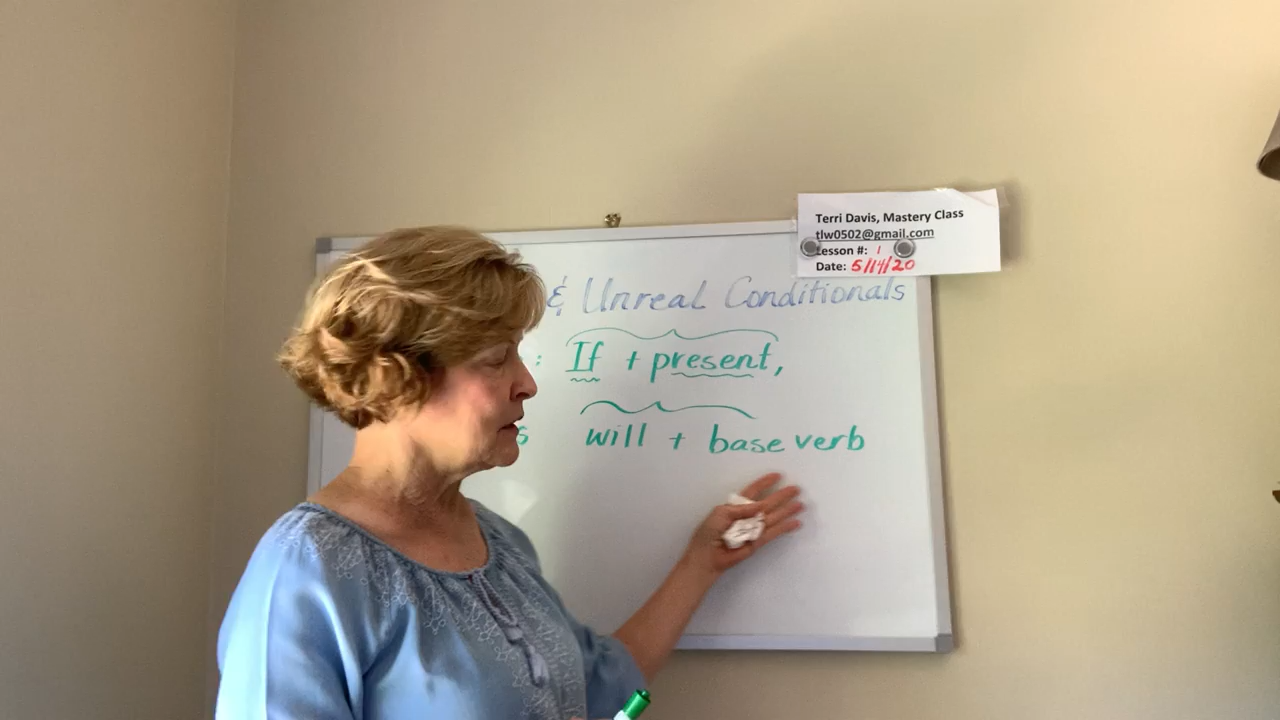 Terri Davis, Mastery Class
tlw0502@gmail.com
Lesson #: 1
Date: 5/14/20
& Unreal Conditionals
: If + present,
s will + base verb